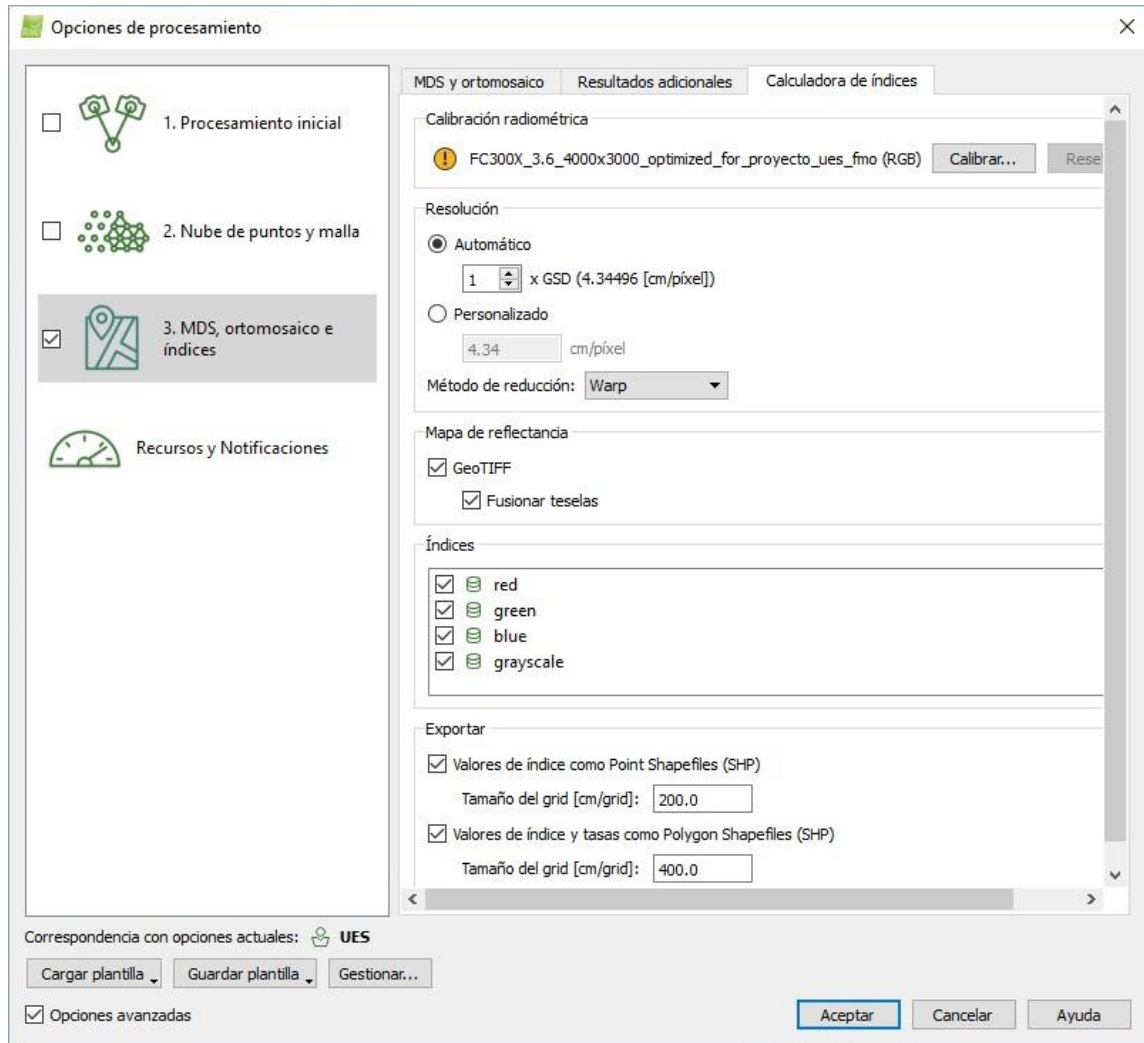 Opciones de procesamiento
1. Procesamiento inicial
2. Nube de puntos y malla
3. MDS, ortomosaico e
índices
Recursos y Notificaciones
MDS y ortomosaico Resultados adicionales Calculadora de índices
Calibración radiométrica
FC300X_3.6_4000x3000_optimized_for_proyecto_ues_fmo (RGB) Calibrar... Rese
Resolución
Automático
1 x GSD (4.34496 [cm/píxel])
Personalizado
4.34 cm/píxel
Método de reducción: Warp
Mapa de reflectancia
GeoTIFF
Fusionar teselas
Índices
red
green
blue
grayscale
Exportar
Valores de índice como Point Shapefiles (SHP)
Tamaño del grid [cm/grid]: 200.0
Valores de índice y tasas como Polygon Shapefiles (SHP)
Tamaño del grid [cm/grid]: 400.0
Correspondencia con opciones actuales: UES
Cargar plantilla Guardar plantilla Gestionar...
Opciones avanzadas
Aceptar Cancelar Ayuda